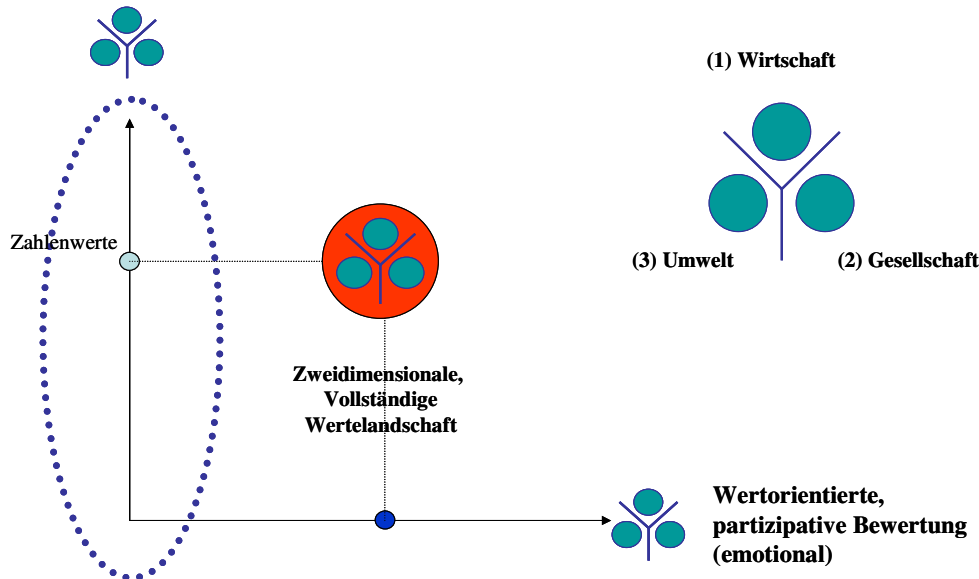 (1) Wirtschaft
Zahlenwerte
(3) Umwelt
(2) Gesellschaft
Zweidimensionale,
Vollständige
Wertelandschaft
Wertorientierte,
partizipative Bewertung
(emotional)